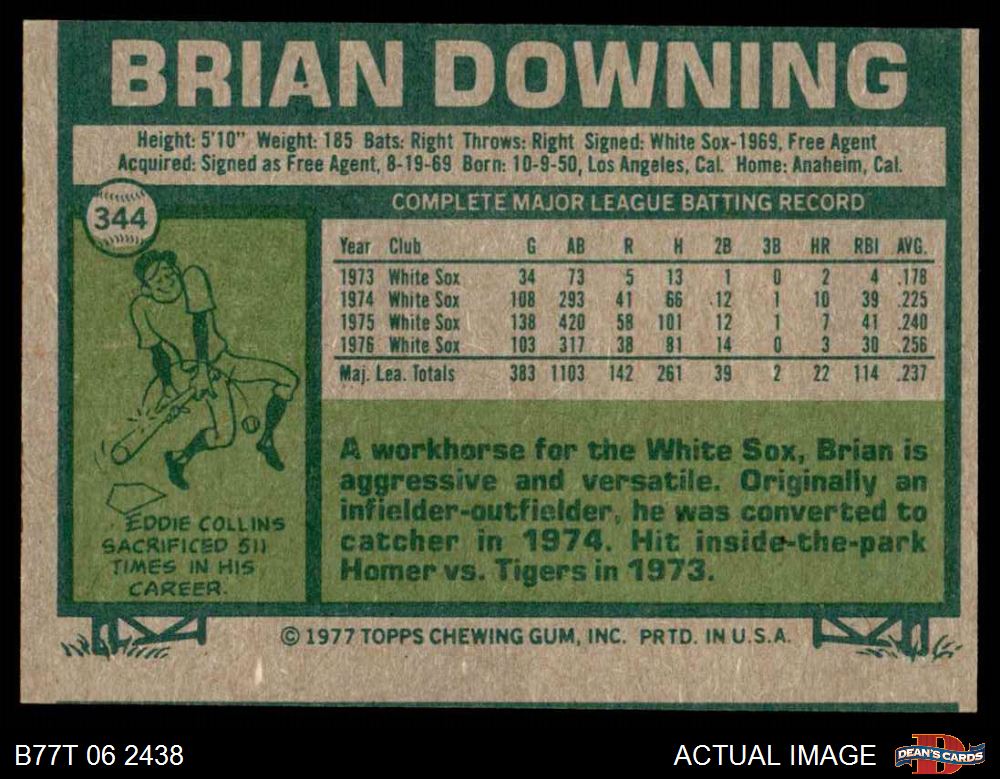 BRIAN DOWNING
Height: 5'10" Weight: 185 Bats: Right Throws: Right Signed: White Sox-1969, Free Agent
Acquired: Signed as Free Agent, 8-19-69 Born: 10-9-50, Los Angeles, Cal. Home: Anaheim, Cal.
344
COMPLETE MAJOR LEAGUE BATTING RECORD
Year Club G AB R H 2B 3B HR RBI AVG.
1973 White Sox 34 73 5 13 1 0 2 4 .178
1974 White Sox 108 293 41 66 12 1 10 39 .225
1975 White Sox 138 420 58 101 12 1 7 41 .240
1976 White Sox 103 317 38 81 14 0 3 30 .256
Maj. Lea. Totals 383 1103 142 261 39 2 22 114 .237
A workhorse for the White Sox, Brian is
aggressive and versatile. Originally an
infielder-outfielder, he was converted to
catcher in 1974. Hit inside-the-park
Homer vs. Tigers in 1973.
EDDIE COLLINS
SACRIFICED 511
TIMES IN HIS
CAREER.
© 1977 TOPPS CHEWING GUM, INC. PRTD. IN U.S.A.
B77T 06 2438
ACTUAL IMAGE
D
DEAN'S CARDS